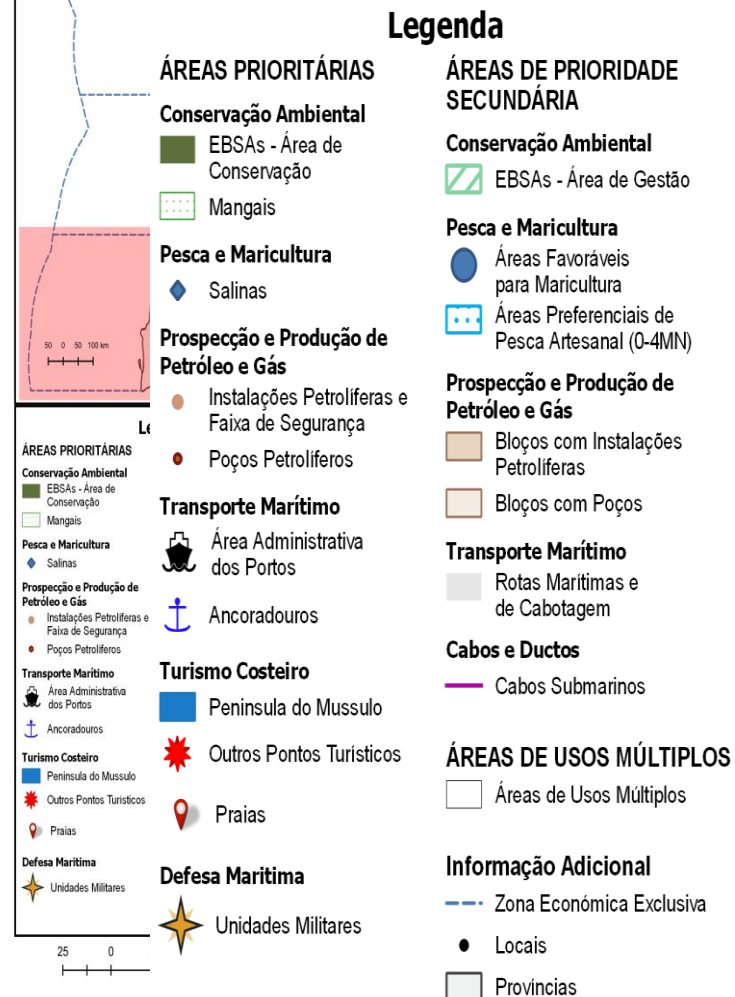 Legenda
ÁREAS PRIORITÁRIAS
Conservação Ambiental
EBSAs - Área de
Conservação
Mangais
Pesca e Maricultura
Salinas
Prospecção e Produção de
Petróleo e Gás
Instalações Petrolíferas e
Faixa de Segurança
Poços Petrolíferos
Transporte Marítimo
Área Administrativa
dos Portos
Ancoradouros
Turismo Costeiro
Peninsula do Mussulo
Outros Pontos Turísticos
Praias
Defesa Maritima
Unidades Militares
ÁREAS DE PRIORIDADE
SECUNDÁRIA
Conservação Ambiental
EBSAs - Área de Gestão
Pesca e Maricultura
Áreas Favoráveis
para Maricultura
Áreas Preferenciais de
Pesca Artesanal (0-4MN)
Prospecção e Produção de
Petróleo e Gás
Bloços com Instalações
Petrolíferas
Bloços com Poços
Transporte Marítimo
Rotas Marítimas e
de Cabotagem
Cabos e Ductos
Cabos Submarinos
ÁREAS DE USOS MÚLTIPLOS
Áreas de Usos Múltiplos
Informação Adicional
Zona Económica Exclusiva
Locais
Províncias
50 0 50 100 km
Le
ÁREAS PRIORITÁRIAS
Conservação Ambiental
EBSAs - Área de
Conservação
Mangais
Pesca e Maricultura
Salinas
Prospecção e Produção de
Petróleo e Gás
Instalações Petrolíferas e
Faixa de Segurança
Poços Petrolíferos
Transporte Marítimo
Área Administrativa
dos Portos
Ancoradouros
Turismo Costeiro
Peninsula do Mussulo
Outros Pontos Turísticos
Praias
Defesa Maritima
Unidades Militares
25 0